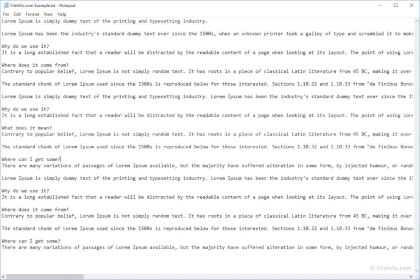 FileInfo.com Example.txt - Notepad
File Edit Format View Help
Lorem Ipsum is simply dummy text of the printing and typesetting industry.
Lorem Ipsum has been the industry's standard dummy text ever since the 1500s, when an unknown printer took a galley of type and scrambled it to make
Why do we use it?
It is a long established fact that a reader will be distracted by the readable content of a page when looking at its layout. The point of using Lore
Where does it come from?
Contrary to popular belief, Lorem Ipsum is not simply random text. It has roots in a piece of classical Latin literature from 45 BC, making it over
The standard chunk of Lorem Ipsum used since the 1500s is reproduced below for those interested. Sections 1.10.32 and 1.10.33 from "de Finibus Bonor
Lorem Ipsum is simply dummy text of the printing and typesetting industry. Lorem Ipsum has been the industry's standard dummy text ever since the 15
Why do we use it?
It is a long established fact that a reader will be distracted by the readable content of a page when looking at its layout. The point of using Lore
What does it mean?
Contrary to popular belief, Lorem Ipsum is not simply random text. It has roots in a piece of classical Latin literature from 45 BC, making it over
The standard chunk of Lorem Ipsum used since the 1500s is reproduced below for those interested. Sections 1.10.32 and 1.10.33 from "de Finibus Bonor
Where can I get some?
There are many variations of passages of Lorem Ipsum available, but the majority have suffered alteration in some form, by injected humour, or rando
Lorem Ipsum is simply dummy text of the printing and typesetting industry. Lorem Ipsum has been the industry's standard dummy text ever since the 15
Why do we use it?
It is a long established fact that a reader will be distracted by the readable content of a page when looking at its layout. The point of using Lore
Where does it come from?
Contrary to popular belief, Lorem Ipsum is not simply random text. It has roots in a piece of classical Latin literature from 45 BC, making it over
The standard chunk of Lorem Ipsum used since the 1500s is reproduced below for those interested. Sections 1.10.32 and 1.10.33 from "de Finibus Bonor
Where can I get some?
There are many variations of passages of Lorem Ipsum available, but the majority have suffered alteration in some form, by injected humour, or rando
© FileInfo.com